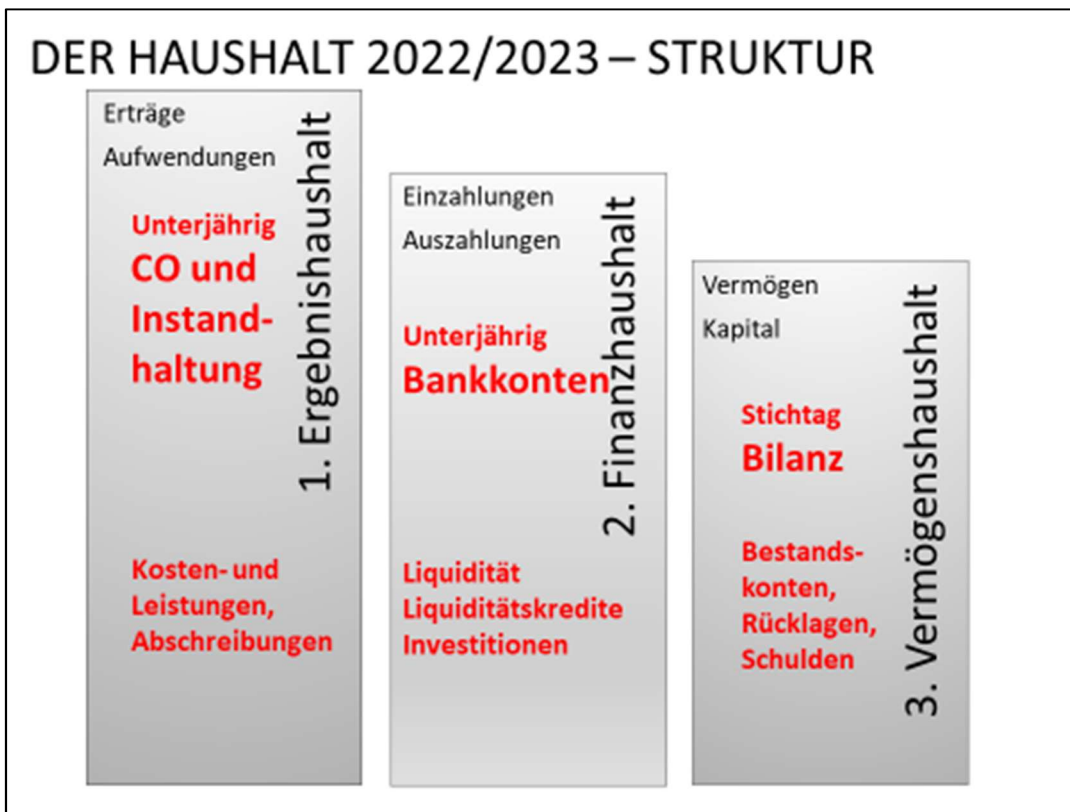 DER HAUSHALT 2022/2023 – STRUKTUR
Erträge
Aufwendungen
Unterjährig
CO und
Instand-
haltung
Kosten- und
Leistungen,
Abschreibungen
1. Ergebnishaushalt
Einzahlungen
Auszahlungen
Unterjährig
Bankkonten
Liquidität
Liquiditätskredite
Investitionen
2. Finanzhaushalt
Vermögen
Kapital
Stichtag
Bilanz
Bestands-
konten,
Rücklagen,
Schulden
3. Vermögenshaushalt